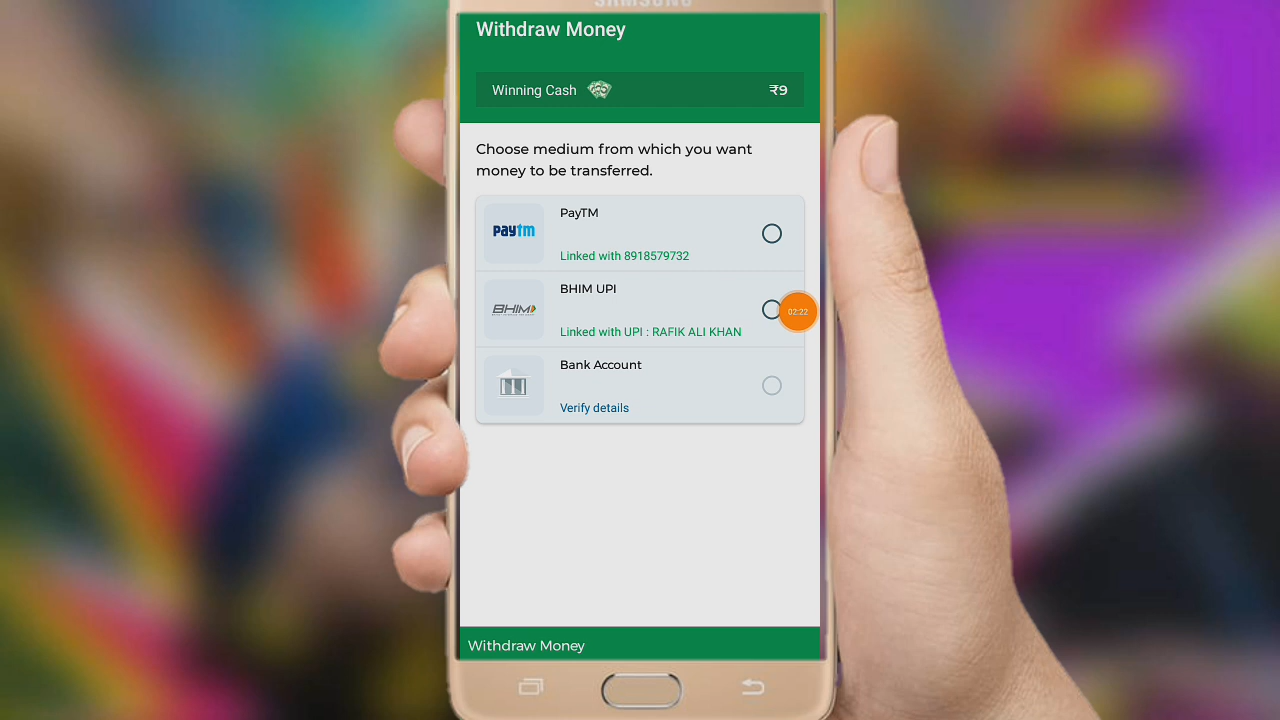 SAMSUNG
Withdraw Money
Winning Cash ₹9
Choose medium from which you want
money to be transferred.
PayTM
paytm
Linked with 8918579732
BHIM UPI
BHIM
02:22
Linked with UPI : RAFIK ALI KHAN
Bank Account
Verify details
Withdraw Money